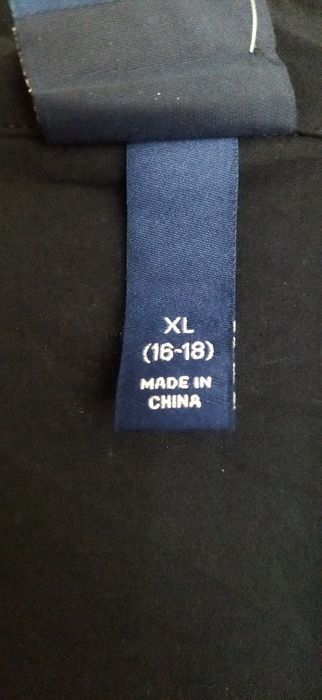 XL
(16-18)
MADE IN
CHINA